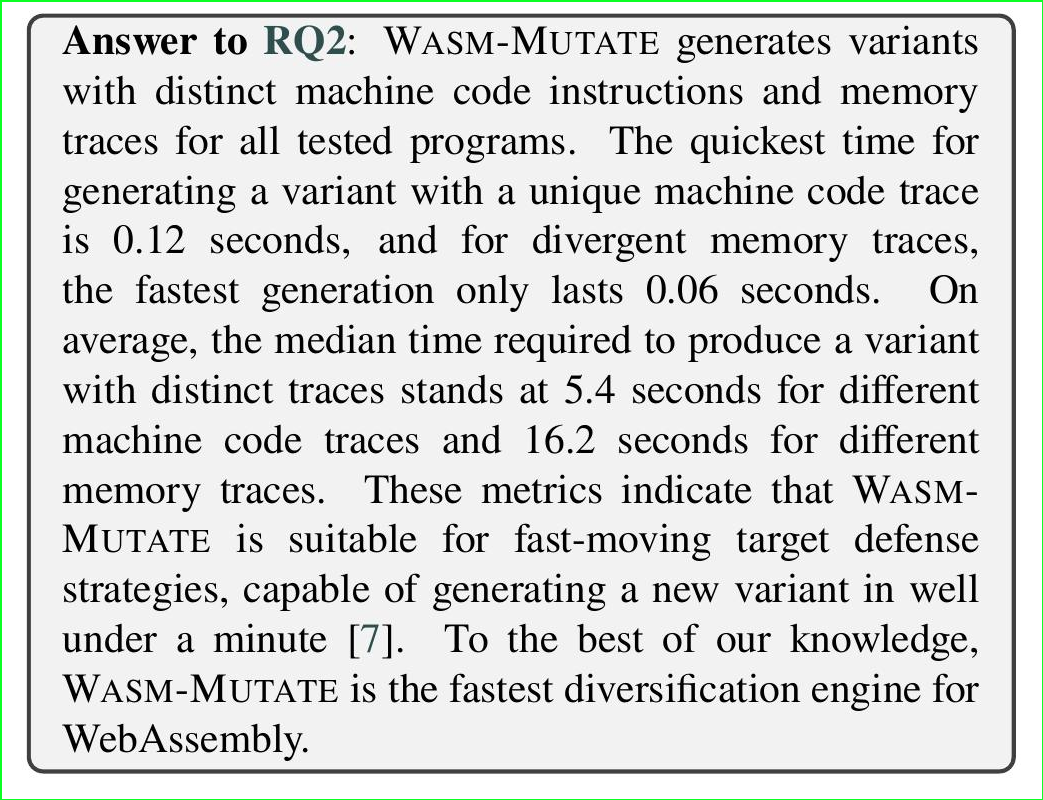 Answer to RQ2: WASM-MUTATE generates variants
with distinct machine code instructions and memory
traces for all tested programs. The quickest time for
generating a variant with a unique machine code trace
is 0.12 seconds, and for divergent memory traces,
the fastest generation only lasts 0.06 seconds. On
average, the median time required to produce a variant
with distinct traces stands at 5.4 seconds for different
machine code traces and 16.2 seconds for different
memory traces. These metrics indicate that WASM-
MUTATE is suitable for fast-moving target defense
strategies, capable of generating a new variant in well
under a minute [7]. To the best of our knowledge,
WASM-MUTATE is the fastest diversification engine for
WebAssembly.